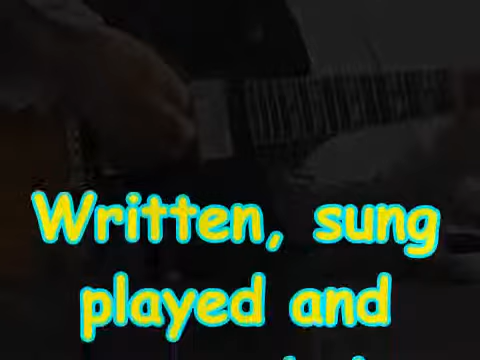 Written, sung
played and